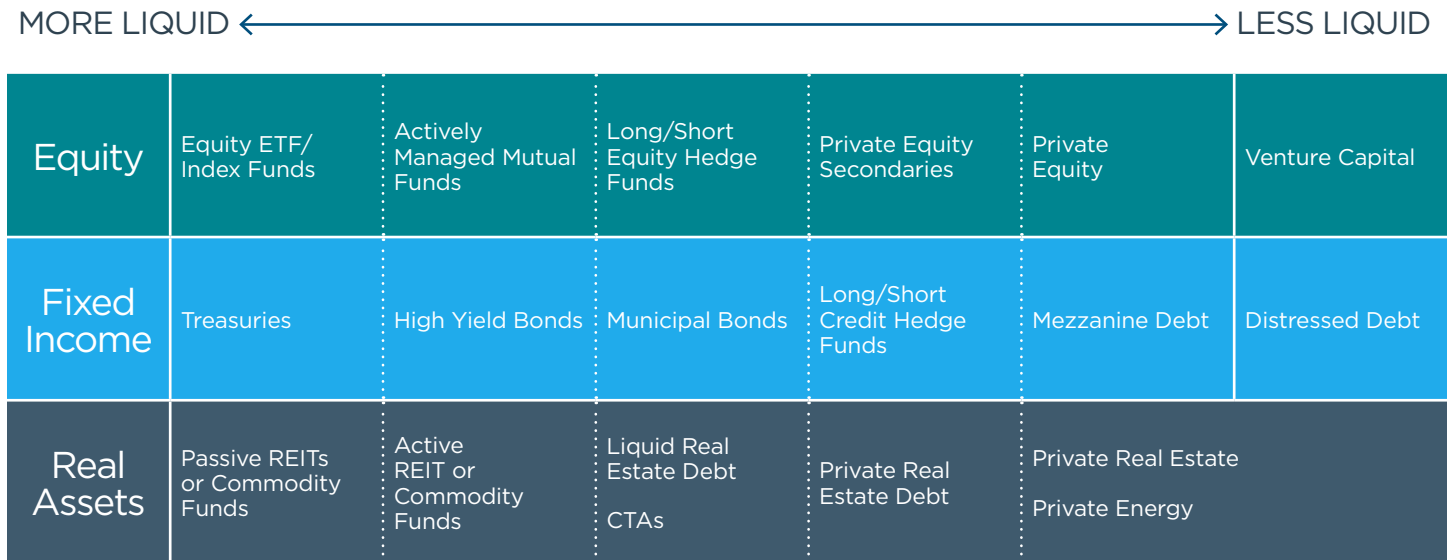 MORE LIQUID
LESS LIQUID
Equity
Equity ETF/
Index Funds
Actively
Managed Mutual
Funds
Long/Short
Equity Hedge
Funds
Private Equity
Secondaries
Private
Equity
Venture Capital
Fixed
Income
Treasuries
High Yield Bonds
Municipal Bonds
Long/Short
Credit Hedge
Funds
Mezzanine Debt
Distressed Debt
Real
Assets
Passive REITs
or Commodity
Funds
Active
REIT or
Commodity
Funds
Liquid Real
Estate Debt
CTAs
Private Real
Estate Debt
Private Real Estate
Private Energy